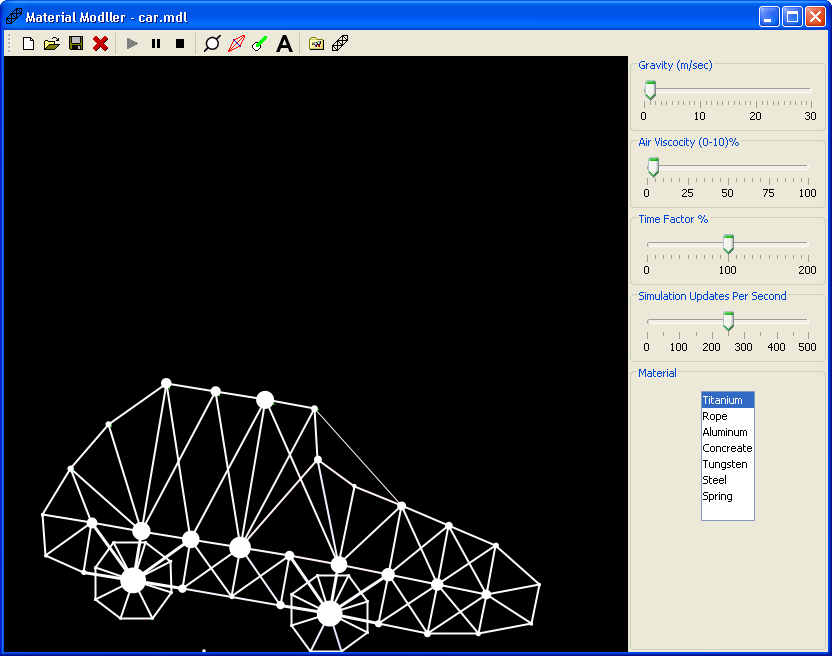 Material Modller - car.mdl
A
Gravity (m/sec)
0 10 20 30
Air Viscocity (0-10)%
0 25 50 75 100
Time Factor %
0 100 200
Simulation Updates Per Second
0 100 200 300 400 500
Material
Titanium
Rope
Aluminum
Concreate
Tungsten
Steel
Spring